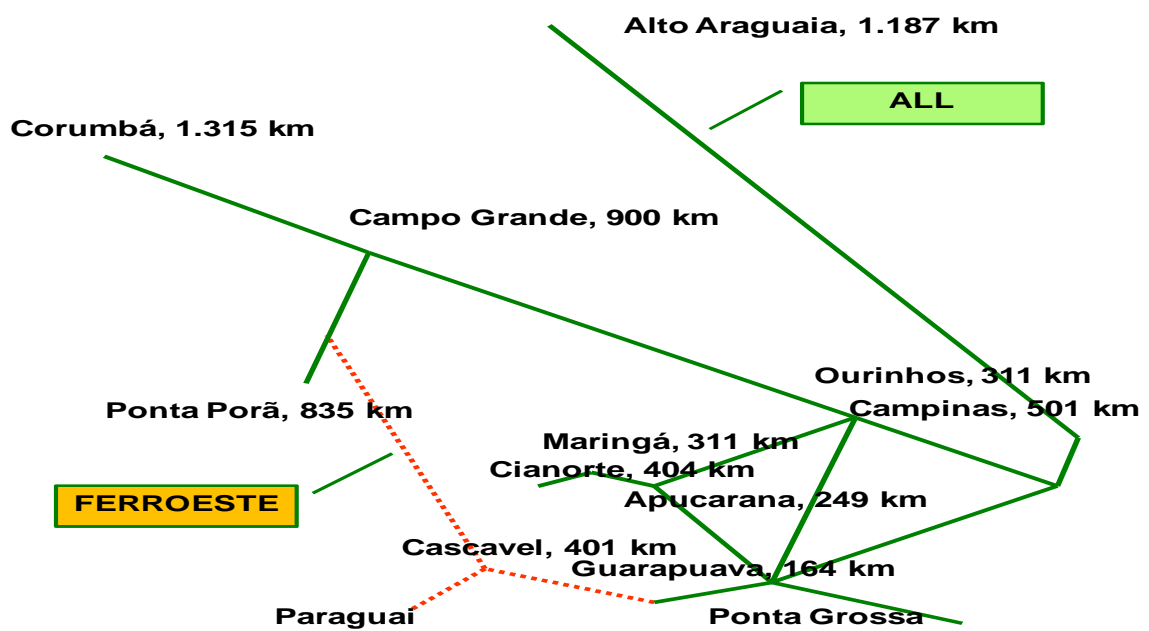 Alto Araguaia, 1.187 km
ALL
Corumbá, 1.315 km
Campo Grande, 900 km
Ourinhos, 311 km
Ponta Porã, 835 km
Campinas, 501 km
Maringá, 311 km
Cianorte, 404 km
Apucarana, 249 km
FERROESTE
Cascavel, 401 km
Guarapuava, 164 km
Paraguai
Ponta Grossa